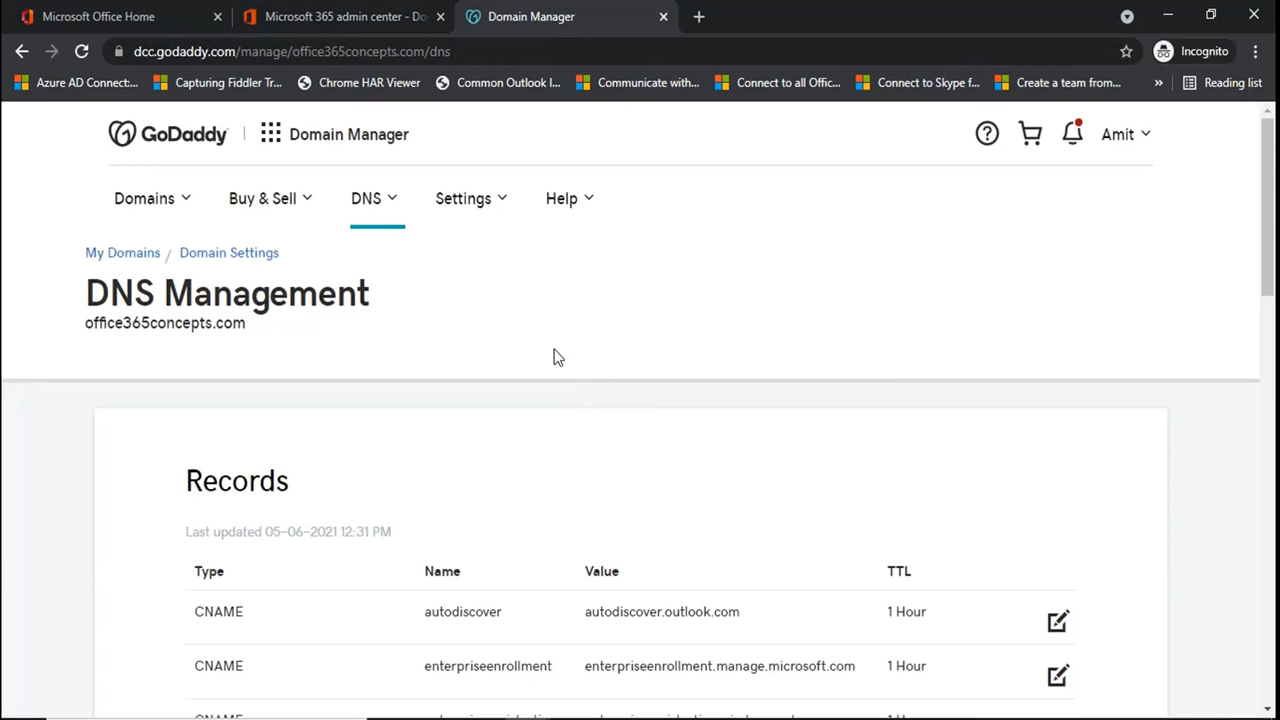 Microsoft Office Home
Microsoft 365 admin center - Do
Domain Manager
dcc.godaddy.com/manage/office365concepts.com/dns
Incognito
Azure AD Connect...
Capturing Fiddler Tr...
Chrome HAR Viewer
Common Outlook I...
Communicate with...
Connect to all Offic...
Connect to Skype f...
Create a team from...
»
Reading list
GoDaddy
Domain Manager
Amit
Domains
Buy & Sell
DNS
Settings
Help
My Domains / Domain Settings
DNS Management
office365concepts.com
Records
Last updated 05-06-2021 12:31 PM
Type Name Value TTL
CNAME autodiscover autodiscover.outlook.com 1 Hour
CNAME enterpriseenrollment enterpriseenrollment.manage.microsoft.com 1 Hour